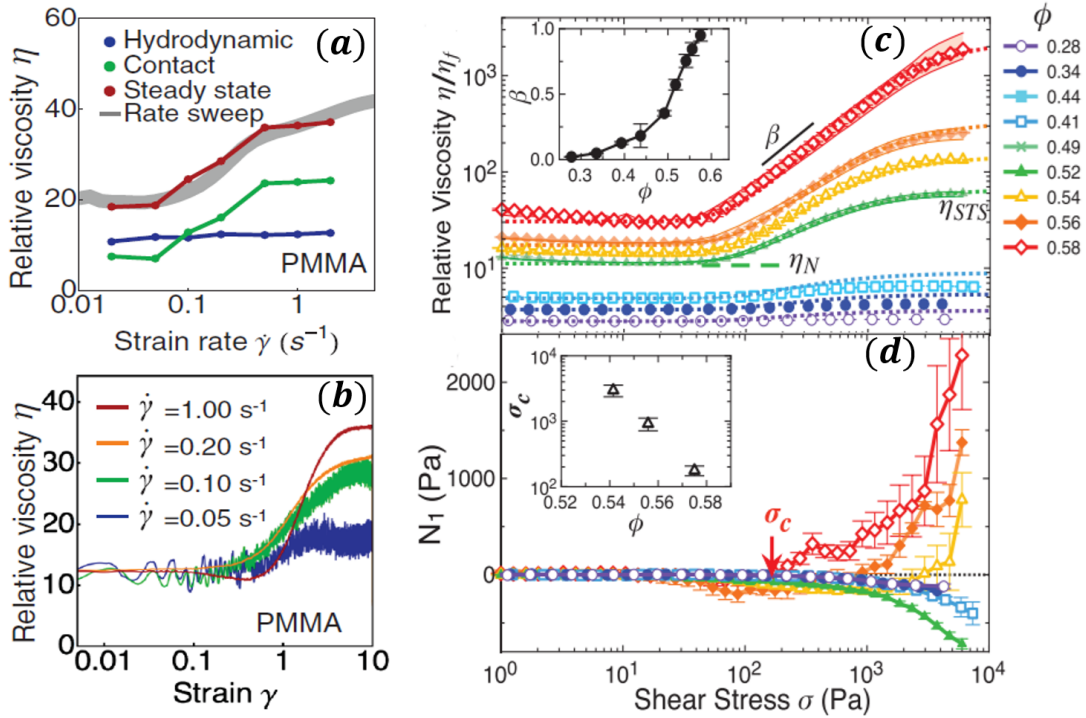 60
40
20
0
Relative viscosity η
(a)
Hydrodynamic
Contact
Steady state
Rate sweep
PMMA
0.1
1
Strain rate γ̇ (s⁻¹)
40
30
20
10
0
Relative viscosity η
(b)
γ̇ =1.00 s⁻¹
γ̇ =0.20 s⁻¹
γ̇ =0.10 s⁻¹
γ̇ =0.05 s⁻¹
PMMA
0.01
0.1
1
10
Strain γ
10³
10²
10¹
Relative Viscosity η/η_f
(c)
1.0
0.5
0.0
β
0.3
0.4
0.5
0.6
ϕ
β
η_STS
η_N
2000
1000
0
N₁ (Pa)
(d)
10⁴
10³
10²
σ_c
0.52
0.54
0.56
0.58
ϕ
σ_c
10⁰
10¹
10²
10³
10⁴
Shear Stress σ (Pa)
ϕ
0.28
0.34
0.44
0.41
0.49
0.52
0.54
0.56
0.58